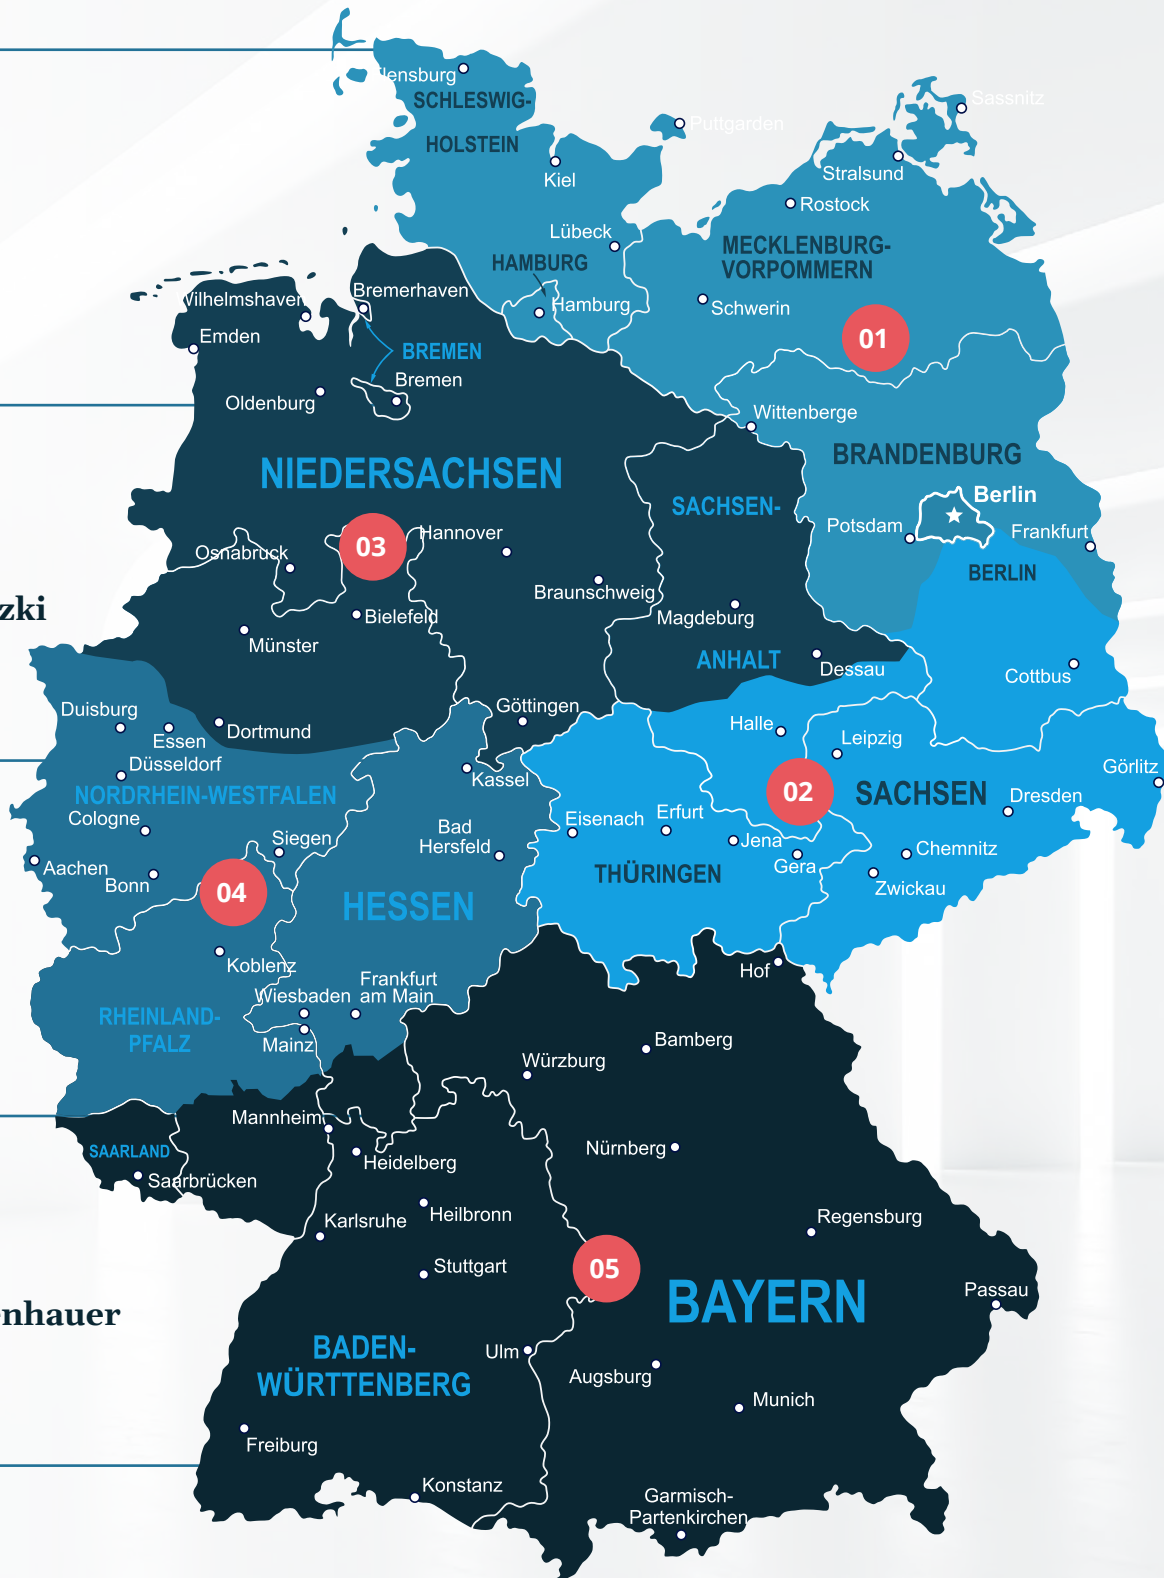 Flensburg
SCHLESWIG-
HOLSTEIN
Sassnitz
Puttgarden
Kiel
Stralsund
Rostock
Lübeck
MECKLENBURG-
VORPOMMERN
HAMBURG
Hamburg
Schwerin
01
Wilhelmshaven
Bremerhaven
Emden
BREMEN
Bremen
Oldenburg
Wittenberge
BRANDENBURG
NIEDERSACHSEN
SACHSEN-
Berlin
Potsdam
Frankfurt
BERLIN
Hannover
03
Osnabrück
Braunschweig
zki
Bielefeld
Magdeburg
Münster
ANHALT
Dessau
Cottbus
Göttingen
Duisburg
Essen
Dortmund
Halle
Leipzig
Düsseldorf
Kassel
Görlitz
02
SACHSEN
NORDRHEIN-WESTFALEN
Dresden
Cologne
Siegen
Bad
Hersfeld
Eisenach
Erfurt
Jena
Gera
Chemnitz
Aachen
Bonn
04
THÜRINGEN
Zwickau
HESSEN
Koblenz
Hof
Wiesbaden
Frankfurt
am Main
RHEINLAND-
PFALZ
Mainz
Bamberg
Würzburg
Mannheim
SAARLAND
Nürnberg
Heidelberg
Saarbrücken
Heilbronn
Karlsruhe
Regensburg
Stuttgart
05
BAYERN
Passau
enhauer
BADEN-
WÜRTTENBERG
Ulm
Augsburg
Munich
Freiburg
Konstanz
Garmisch-
Partenkirchen